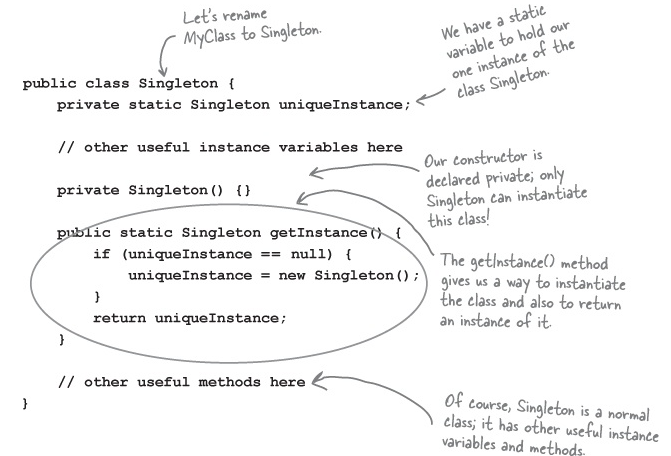 Let's rename
MyClass to Singleton.
We have a static
variable to hold our
one instance of the
class Singleton.
public class Singleton {
private static Singleton uniqueInstance;
// other useful instance variables here
Our constructor is
declared private; only
Singleton can instantiate
this class!
private Singleton() {}
public static Singleton getInstance() {
if (uniqueInstance == null) {
uniqueInstance = new Singleton();
}
return uniqueInstance;
}
The getInstance() method
gives us a way to instantiate
the class and also to return
an instance of it.
// other useful methods here
}
Of course, Singleton is a normal
class; it has other useful instance
variables and methods.